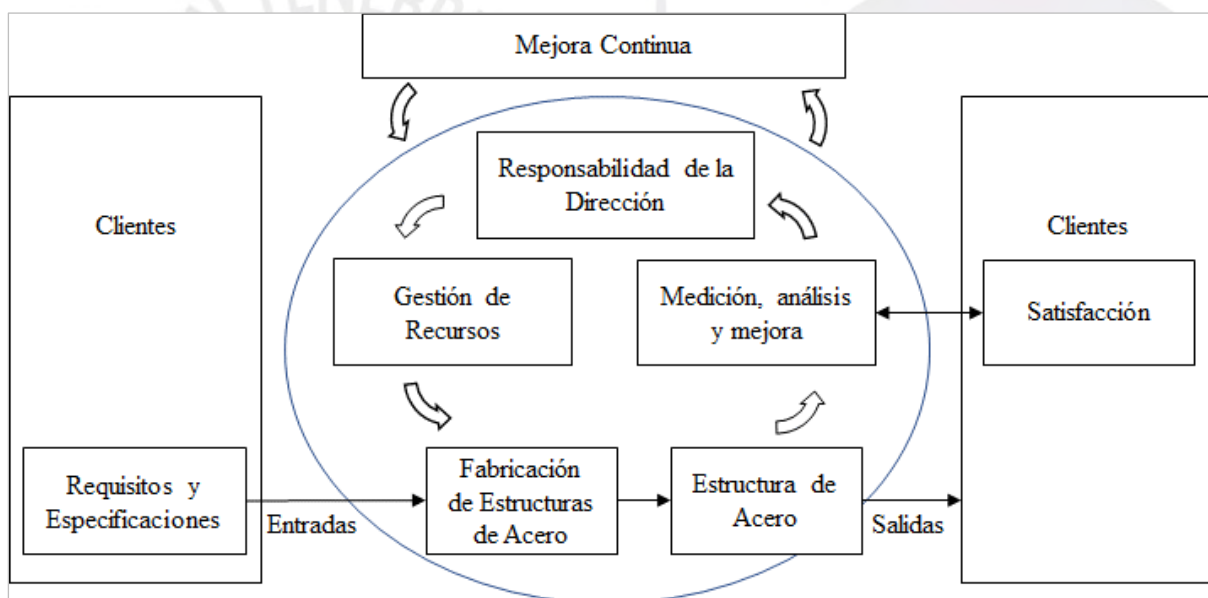 TENEB
Mejora Continua
Responsabilidad de la
Dirección
Clientes
Clientes
Gestión de
Recursos
Medición, análisis
y mejora
Satisfacción
Requisitos y
Especificaciones
Entradas
Fabricación
de Estructuras
de Acero
Estructura de
Acero
Salidas